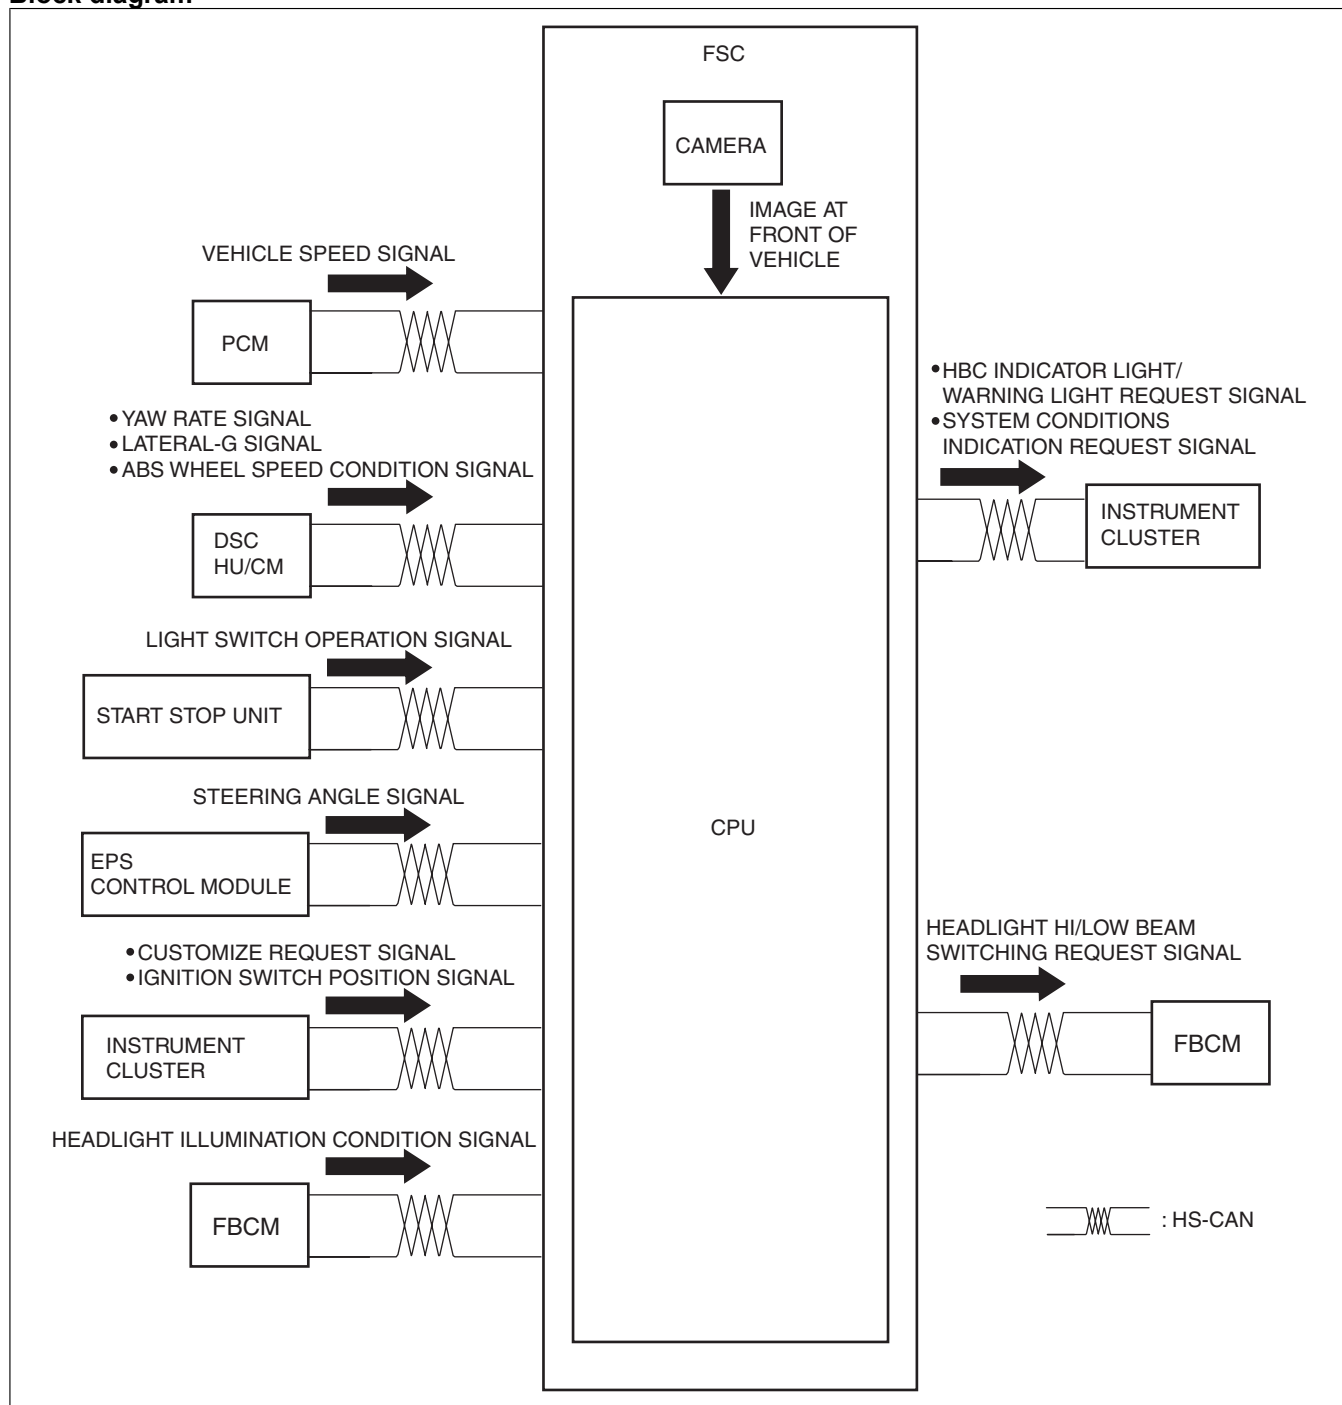 Block diagram
FSC
CAMERA
IMAGE AT
FRONT OF
VEHICLE
VEHICLE SPEED SIGNAL
PCM
•YAW RATE SIGNAL
•LATERAL-G SIGNAL
•ABS WHEEL SPEED CONDITION SIGNAL
DSC
HU/CM
LIGHT SWITCH OPERATION SIGNAL
START STOP UNIT
STEERING ANGLE SIGNAL
EPS
CONTROL MODULE
•CUSTOMIZE REQUEST SIGNAL
•IGNITION SWITCH POSITION SIGNAL
INSTRUMENT
CLUSTER
HEADLIGHT ILLUMINATION CONDITION SIGNAL
FBCM
CPU
•HBC INDICATOR LIGHT/
WARNING LIGHT REQUEST SIGNAL
•SYSTEM CONDITIONS
INDICATION REQUEST SIGNAL
INSTRUMENT
CLUSTER
HEADLIGHT HI/LOW BEAM
SWITCHING REQUEST SIGNAL
FBCM
: HS-CAN